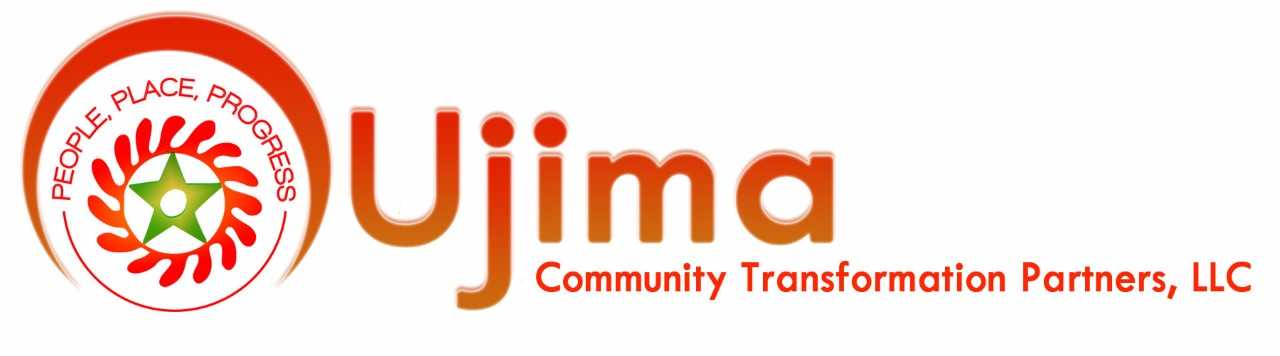 PEOPLE, PLACE, PROGRESS
Ujima
Community Transformation Partners, LLC